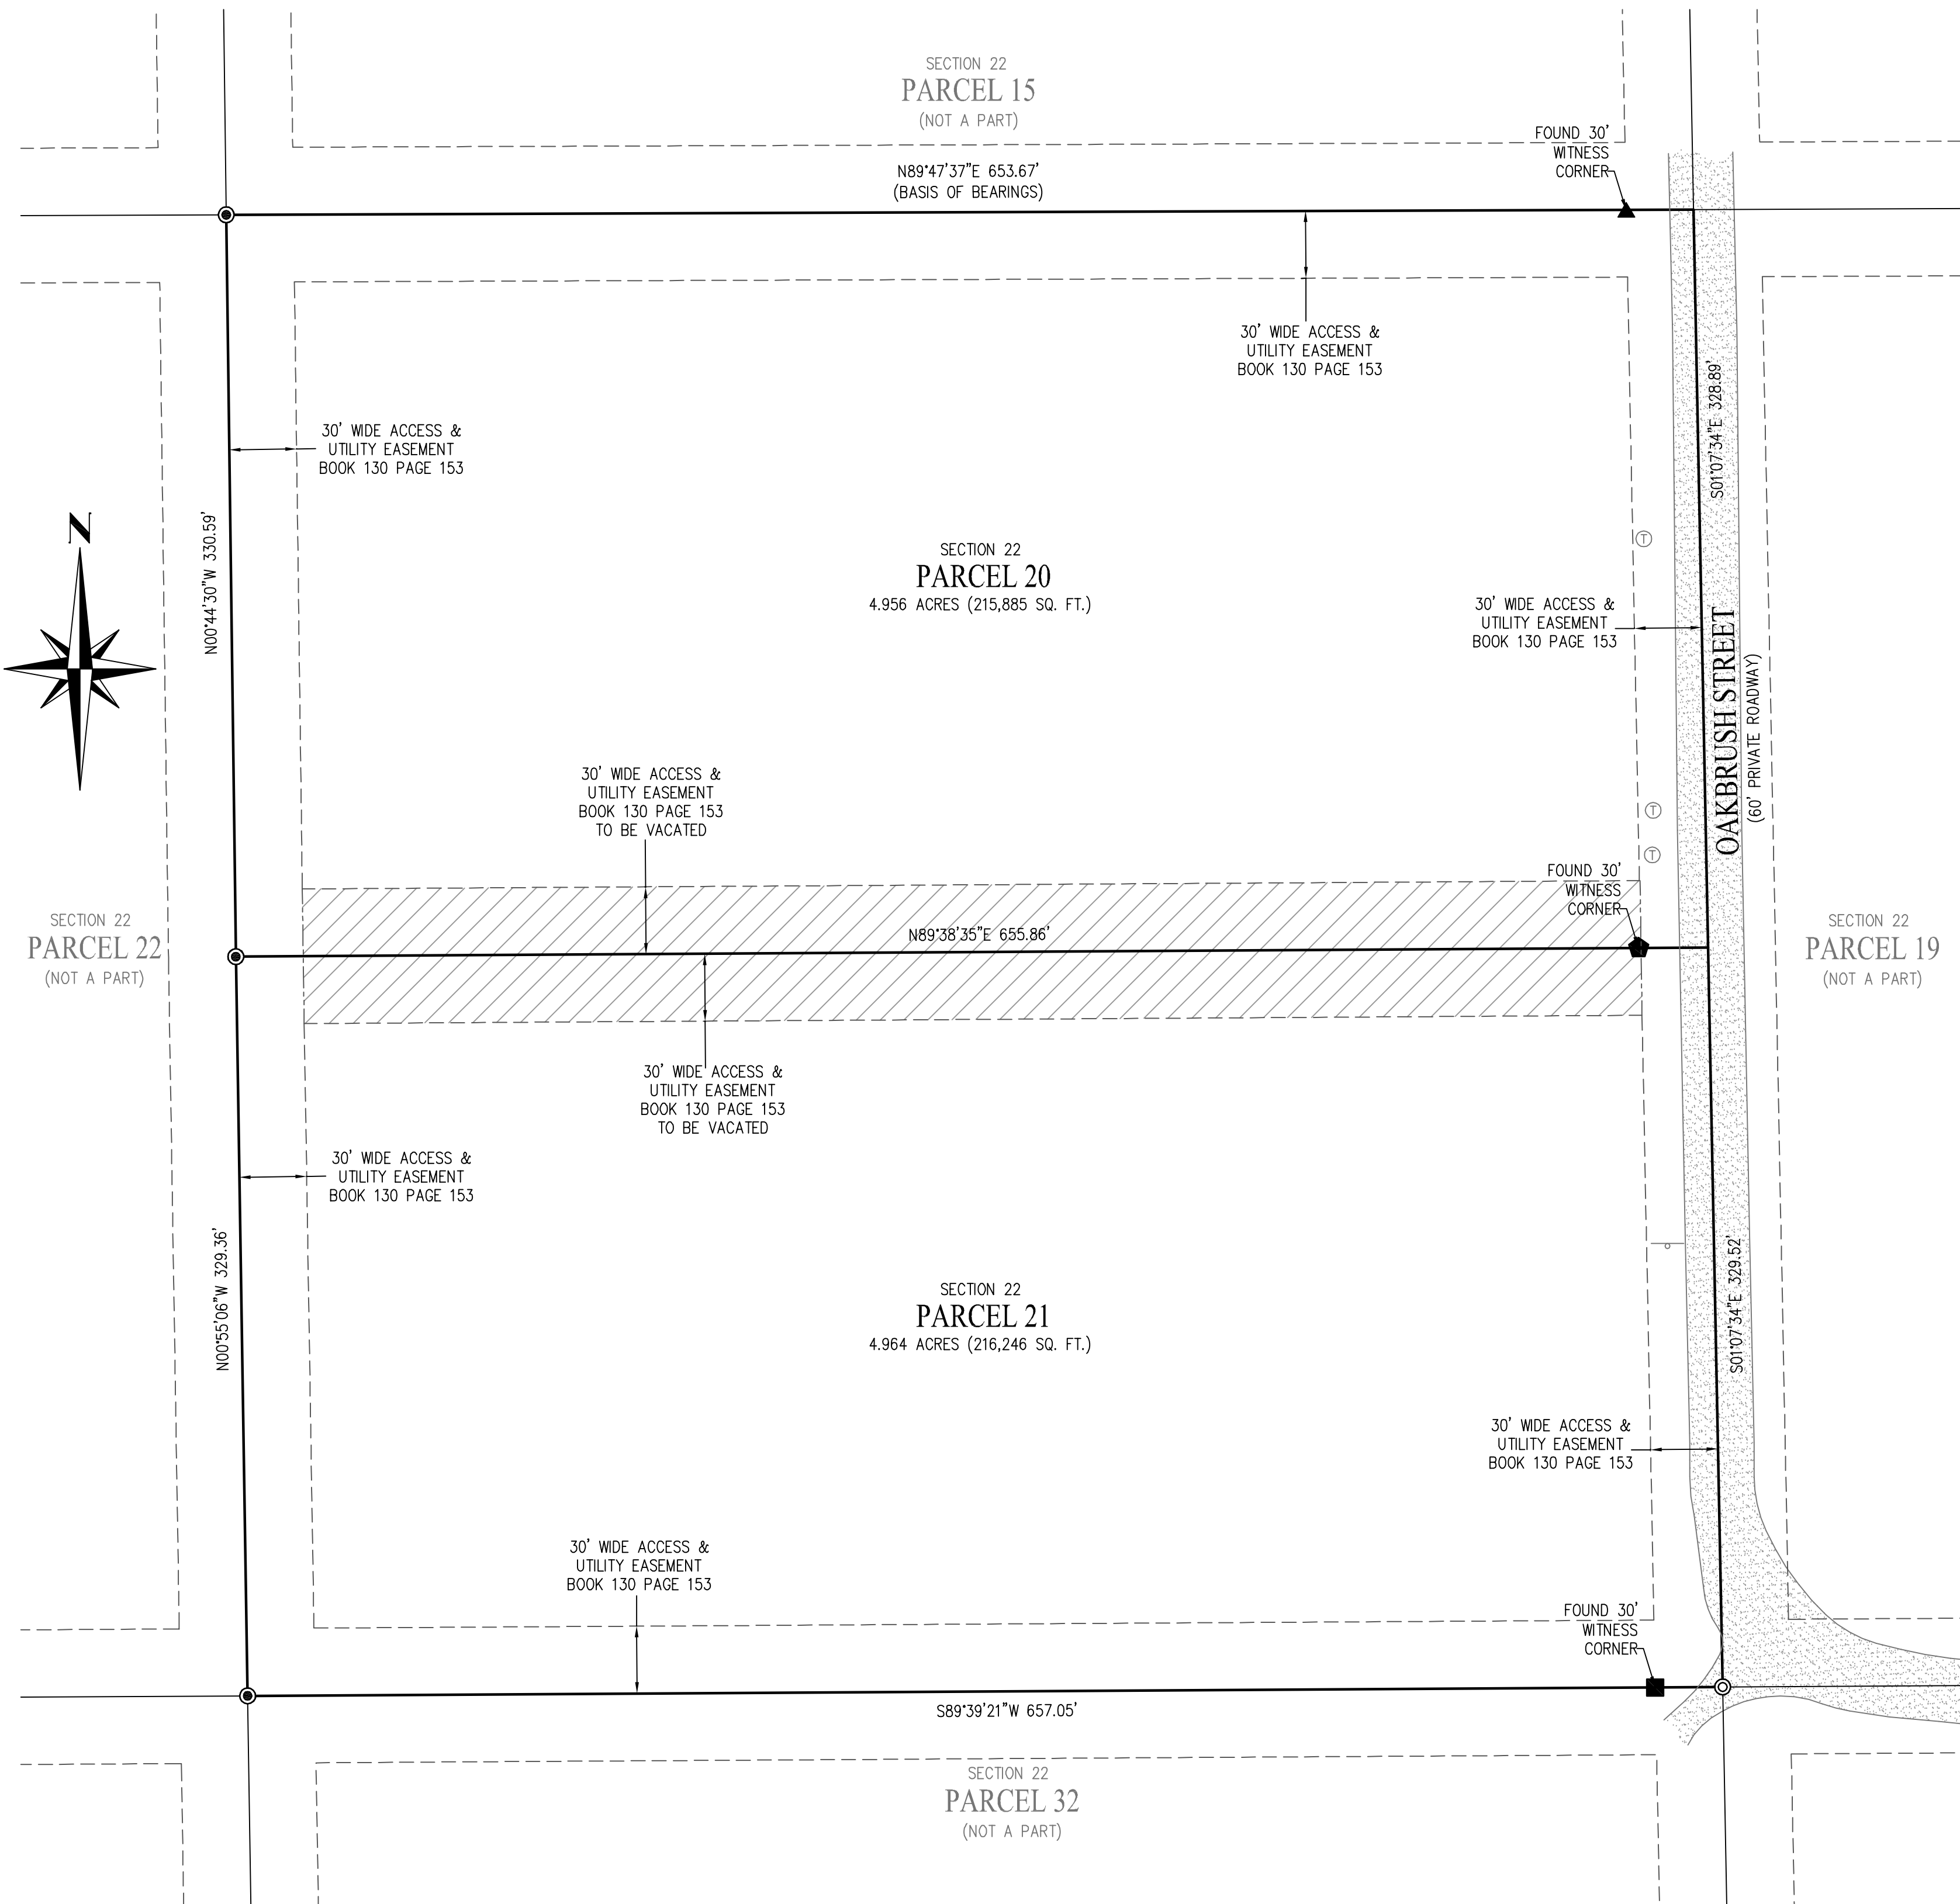 SECTION 22
PARCEL 15
(NOT A PART)
FOUND 30'
WITNESS
CORNER
N89°47'37"E 653.67'
(BASIS OF BEARINGS)
30' WIDE ACCESS &
UTILITY EASEMENT
BOOK 130 PAGE 153
S01°07'34"E 328.89'
30' WIDE ACCESS &
UTILITY EASEMENT
BOOK 130 PAGE 153
N
N00°44'30"W 330.59'
SECTION 22
PARCEL 20
4.956 ACRES (215,885 SQ. FT.)
T
30' WIDE ACCESS &
UTILITY EASEMENT
BOOK 130 PAGE 153
OAKBRUSH STREET
(60' PRIVATE ROADWAY)
30' WIDE ACCESS &
UTILITY EASEMENT
BOOK 130 PAGE 153
TO BE VACATED
T
T
FOUND 30'
WITNESS
CORNER
SECTION 22
PARCEL 22
(NOT A PART)
N89°38'35"E 655.86'
SECTION 22
PARCEL 19
(NOT A PART)
30' WIDE ACCESS &
UTILITY EASEMENT
BOOK 130 PAGE 153
TO BE VACATED
30' WIDE ACCESS &
UTILITY EASEMENT
BOOK 130 PAGE 153
N00°55'06"W 329.36'
SECTION 22
PARCEL 21
4.964 ACRES (216,246 SQ. FT.)
S01°07'34"E 329.52'
30' WIDE ACCESS &
UTILITY EASEMENT
BOOK 130 PAGE 153
30' WIDE ACCESS &
UTILITY EASEMENT
BOOK 130 PAGE 153
FOUND 30'
WITNESS
CORNER
S89°39'21"W 657.05'
SECTION 22
PARCEL 32
(NOT A PART)